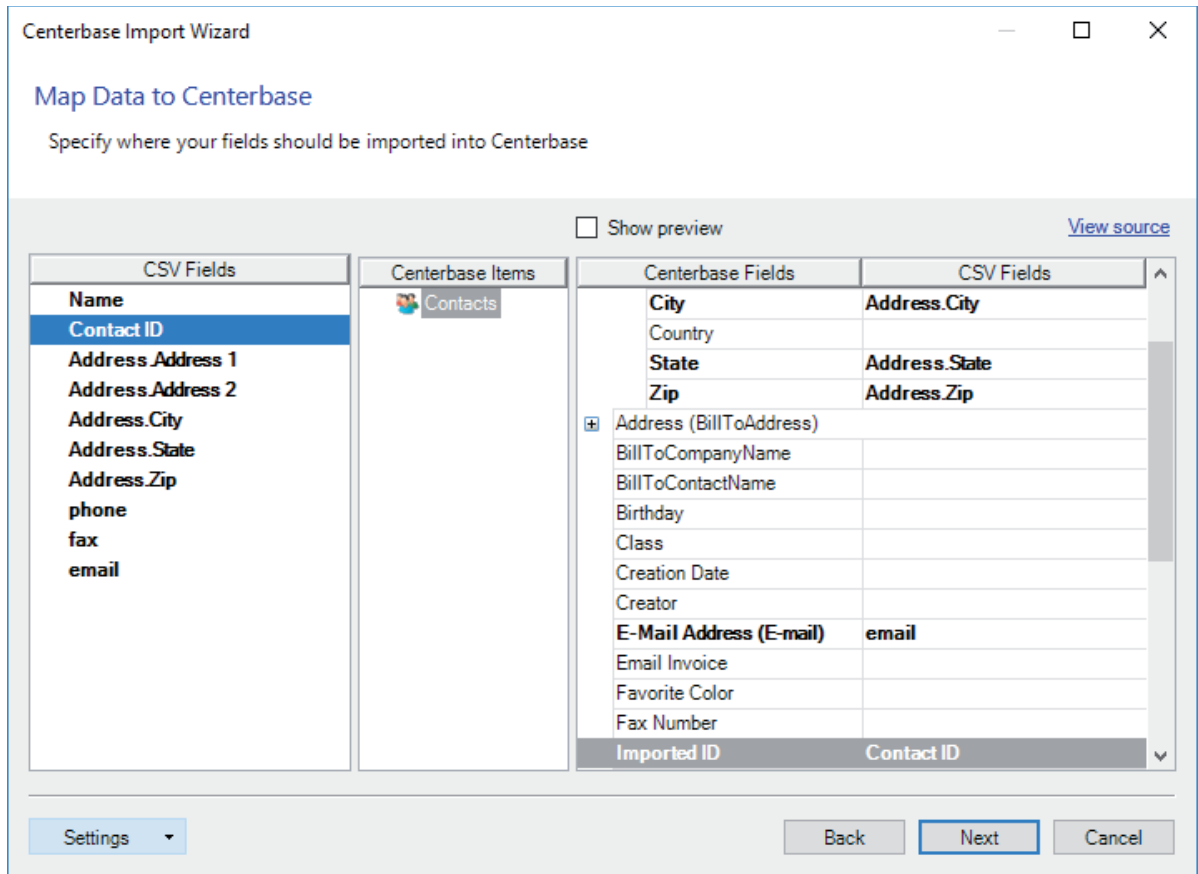 Centerbase Import Wizard
Map Data to Centerbase
Specify where your fields should be imported into Centerbase
Show preview
View source
CSV Fields
Name
Contact ID
Address.Address 1
Address.Address 2
Address.City
Address.State
Address.Zip
phone
fax
email
Centerbase Items
Contacts
Centerbase Fields CSV Fields
City Address.City
Country
State Address.State
Zip Address.Zip
Address (BillToAddress)
BillToCompanyName
BillToContactName
Birthday
Class
Creation Date
Creator
E-Mail Address (E-mail) email
Email Invoice
Favorite Color
Fax Number
Imported ID Contact ID
Settings
Back
Next
Cancel